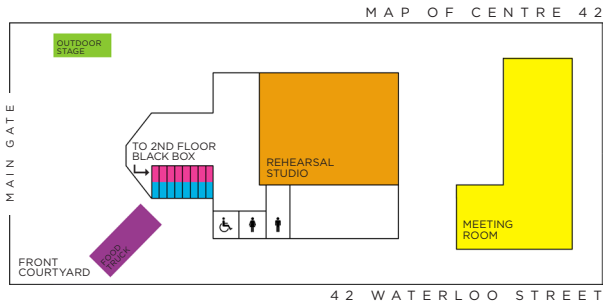 MAP OF CENTRE 42
OUTDOOR
STAGE
MAIN GATE
TO 2ND FLOOR
BLACK BOX
REHEARSAL
STUDIO
MEETING
ROOM
FOOD
TRUCK
FRONT
COURTYARD
42 WATERLOO STREET